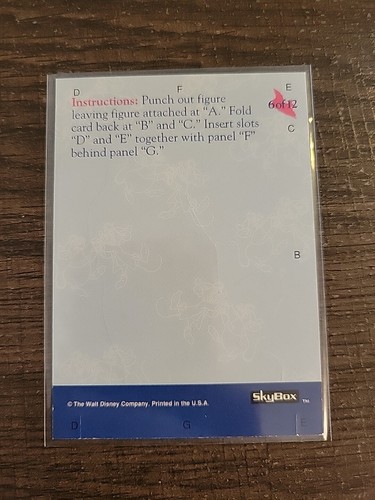 D F E
Instructions: Punch out figure
leaving figure attached at "A." Fold
card back at "B" and "C." Insert slots
"D" and "E" together with panel "F"
behind panel "G."
6 of 12
C
B
© The Walt Disney Company. Printed in the U.S.A.
SkyBox TM
D G E